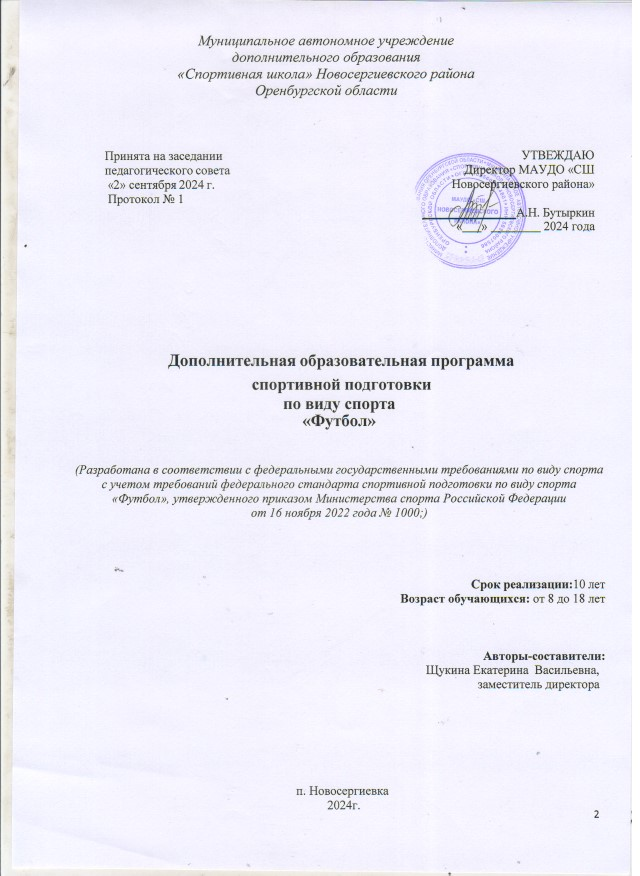 Муниципальное автономное учреждение
дополнительного образования
«Спортивная школа» Новосергиевского района
Оренбургской области
Принята на заседании
педагогического совета
«2» сентября 2024 г.
Протокол № 1
УТВЕРЖДАЮ
Директор МАУДО «СШ
Новосергиевского района»
А.Н. Бутыркин
«___» ________ 2024 года
Дополнительная образовательная программа
спортивной подготовки
по виду спорта
«Футбол»
(Разработана в соответствии с федеральными государственными требованиями по виду спорта
с учетом требований федерального стандарта спортивной подготовки по виду спорта
«Футбол», утвержденного приказом Министерства спорта Российской Федерации
от 16 ноября 2022 года № 1000;)
Срок реализации:10 лет
Возраст обучающихся: от 8 до 18 лет
Авторы-составители:
Щукина Екатерина Васильевна,
заместитель директора
п. Новосергиевка
2024г.
2